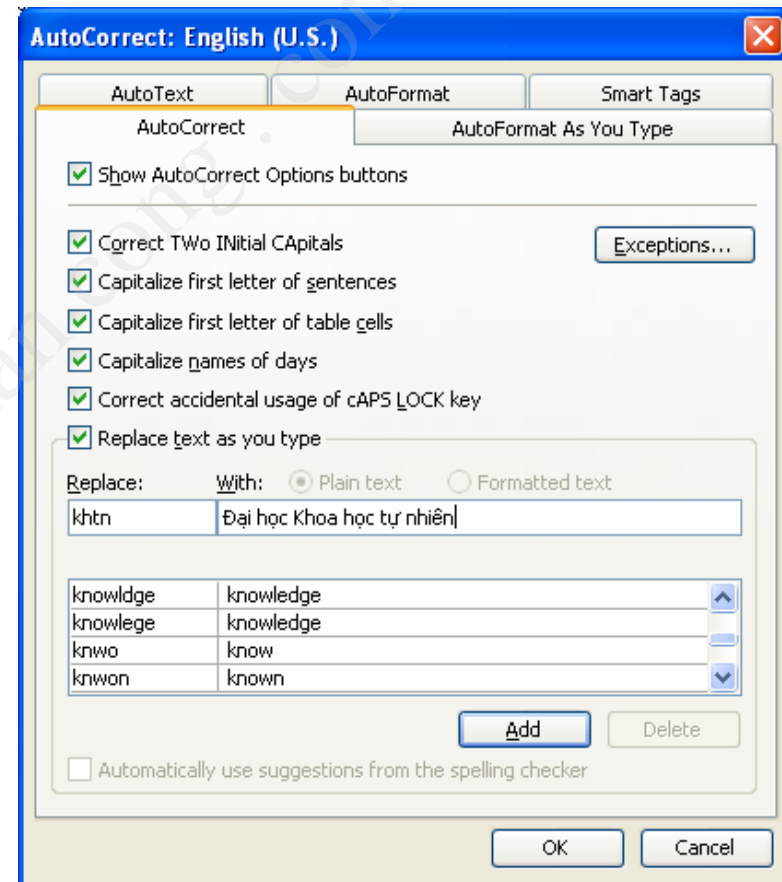 AutoCorrect: English (U.S.)
AutoText AutoFormat Smart Tags
AutoCorrect AutoFormat As You Type
Show AutoCorrect Options buttons
Correct TWo INitial CApitals Exceptions...
Capitalize first letter of sentences
Capitalize first letter of table cells
Capitalize names of days
Correct accidental usage of cAPS LOCK key
Replace text as you type
Replace: With: Plain text Formatted text
khtn Đại học Khoa học tự nhiên
knowldge knowledge
knowlege knowledge
knwo know
knwon known
Add Delete
Automatically use suggestions from the spelling checker
OK Cancel